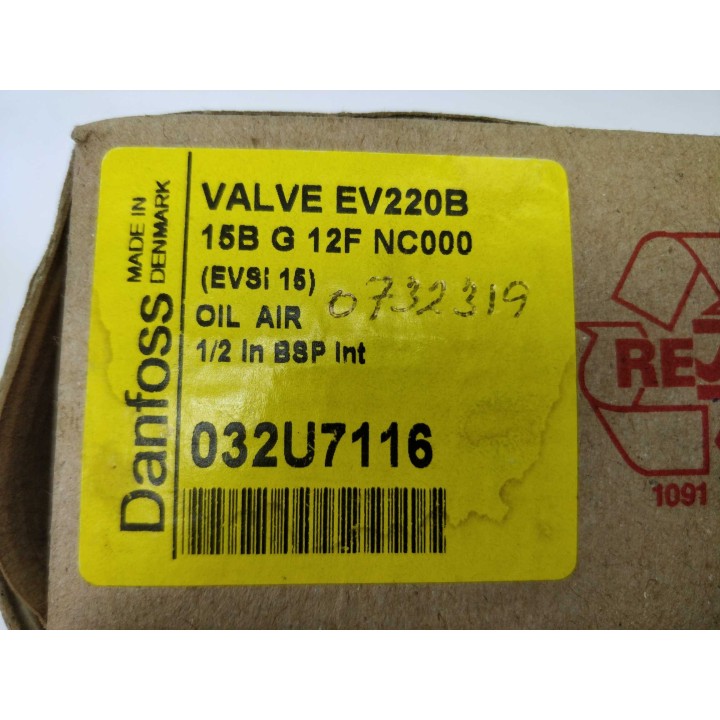 VALVE EV220B
15B G 12F NC000
(EVSI 15)
OIL AIR 0732319
1/2 In BSP Int
032U7116
Danfoss
MADE IN
DENMARK
RE
1091